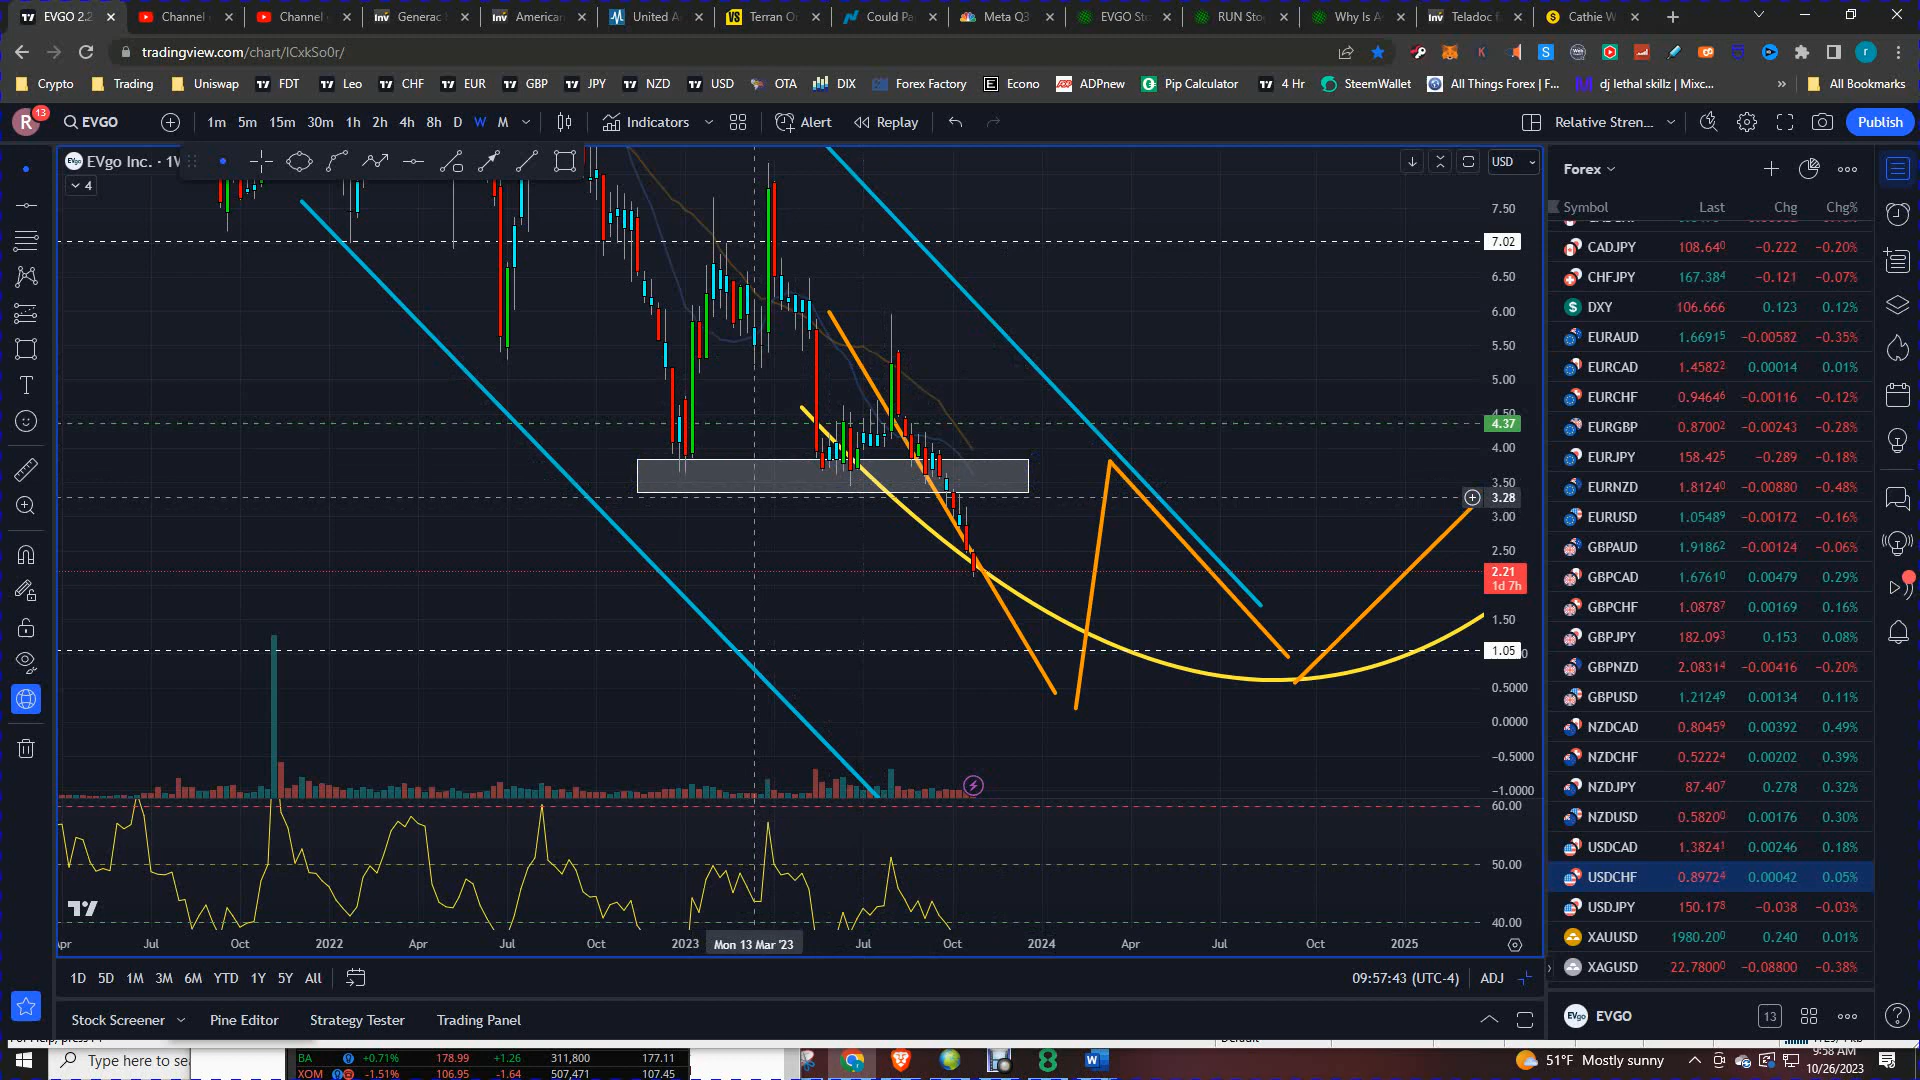 EVGO 2.2
Channel
Channel
Generac
American
United A
Terran O
Could Pa
Meta Q3
EVGO Sto
RUN Sto
Why Is A
Teladoc
Cathie W
tradingview.com/chart/lCxkSo0r/
Crypto Trading Uniswap FDT Leo CHF EUR GBP JPY NZD USD OTA DIX Forex Factory Econo ADPnew Pip Calculator 4 Hr SteemWallet All Things Forex | F... dj lethal skillz | Mixc... » All Bookmarks
R 13 EVGO 1m 5m 15m 30m 1h 2h 4h 8h D W M Indicators Alert Replay Relative Stren... Publish
EVgo Inc. · 1W
4
USD
7.50
7.02
6.50
6.00
5.50
5.00
4.50
4.37
4.00
3.50
3.28
3.00
2.50
2.21
1d 7h
1.50
1.05
0.5000
0.0000
−0.5000
−1.0000
60.00
50.00
40.00
Apr Jul Oct 2022 Apr Jul Oct 2023 Mon 13 Mar '23 Jul Oct 2024 Apr Jul Oct 2025
1D 5D 1M 3M 6M YTD 1Y 5Y All
09:57:43 (UTC-4) ADJ
Stock Screener Pine Editor Strategy Tester Trading Panel
Forex
Symbol Last Chg Chg%
CADJPY 108.640 −0.222 −0.20%
CHFJPY 167.384 −0.121 −0.07%
DXY 106.666 0.123 0.12%
EURAUD 1.66915 −0.00582 −0.35%
EURCAD 1.45822 0.00014 0.01%
EURCHF 0.94646 −0.00116 −0.12%
EURGBP 0.87002 −0.00243 −0.28%
EURJPY 158.425 −0.289 −0.18%
EURNZD 1.81240 −0.00880 −0.48%
EURUSD 1.05489 −0.00172 −0.16%
GBPAUD 1.91862 −0.00124 −0.06%
GBPCAD 1.67610 0.00479 0.29%
GBPCHF 1.08787 0.00169 0.16%
GBPJPY 182.093 0.153 0.08%
GBPNZD 2.08314 −0.00416 −0.20%
GBPUSD 1.21249 0.00134 0.11%
NZDCAD 0.80459 0.00392 0.49%
NZDCHF 0.52224 0.00202 0.39%
NZDJPY 87.407 0.278 0.32%
NZDUSD 0.58200 0.00176 0.30%
USDCAD 1.38241 0.00246 0.18%
USDCHF 0.89724 0.00042 0.05%
USDJPY 150.178 −0.038 −0.03%
XAUUSD 1980.200 0.240 0.01%
XAGUSD 22.7800 −0.08800 −0.38%
EVgo EVGO 13
Type here to sea
BA +0.71% 178.99 +1.26 311,800 177.11
XOM −1.51% 106.95 −1.64 507,471 107.45
51°F Mostly sunny
9:58 AM
10/26/2023